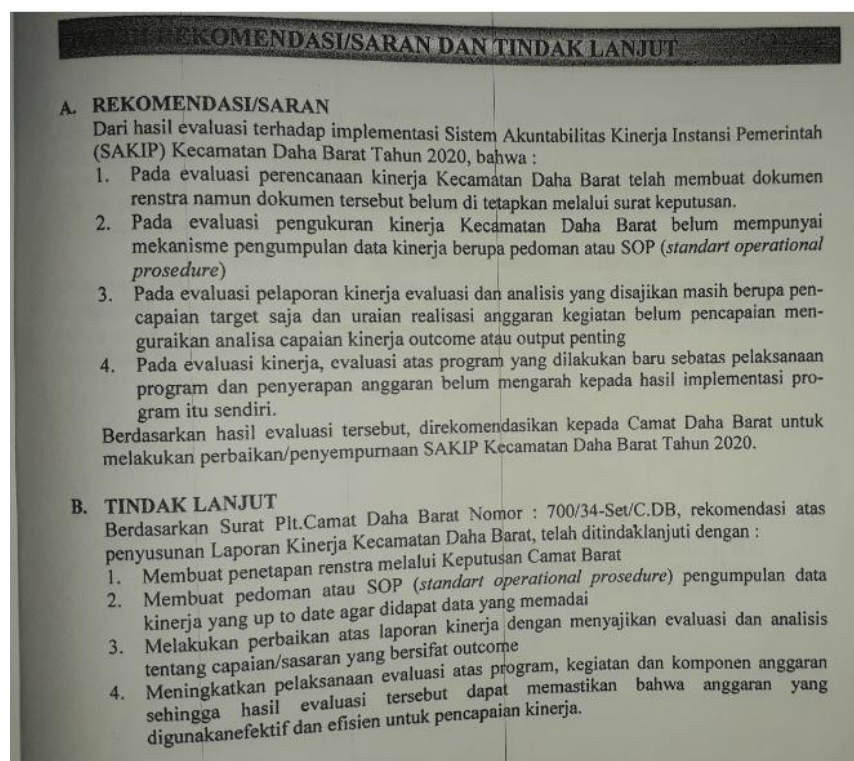 REKOMENDASI/SARAN DAN TINDAK LANJUT
A. REKOMENDASI/SARAN
Dari hasil evaluasi terhadap implementasi Sistem Akuntabilitas Kinerja Instansi Pemerintah
(SAKIP) Kecamatan Daha Barat Tahun 2020, bahwa :
1. Pada evaluasi perencanaan kinerja Kecamatan Daha Barat telah membuat dokumen
renstra namun dokumen tersebut belum di tetapkan melalui surat keputusan.
2. Pada evaluasi pengukuran kinerja Kecamatan Daha Barat belum mempunyai
mekanisme pengumpulan data kinerja berupa pedoman atau SOP (standart operational
prosedure)
3. Pada evaluasi pelaporan kinerja evaluasi dan analisis yang disajikan masih berupa pen-
capaian target saja dan uraian realisasi anggaran kegiatan belum pencapaian men-
guraikan analisa capaian kinerja outcome atau output penting
4. Pada evaluasi kinerja, evaluasi atas program yang dilakukan baru sebatas pelaksanaan
program dan penyerapan anggaran belum mengarah kepada hasil implementasi pro-
gram itu sendiri.
Berdasarkan hasil evaluasi tersebut, direkomendasikan kepada Camat Daha Barat untuk
melakukan perbaikan/penyempurnaan SAKIP Kecamatan Daha Barat Tahun 2020.
B. TINDAK LANJUT
Berdasarkan Surat Plt.Camat Daha Barat Nomor : 700/34-Set/C.DB, rekomendasi atas
penyusunan Laporan Kinerja Kecamatan Daha Barat, telah ditindaklanjuti dengan :
1. Membuat penetapan renstra melalui Keputusan Camat Barat
2. Membuat pedoman atau SOP (standart operational prosedure) pengumpulan data
kinerja yang up to date agar didapat data yang memadai
3. Melakukan perbaikan atas laporan kinerja dengan menyajikan evaluasi dan analisis
tentang capaian/sasaran yang bersifat outcome
4. Meningkatkan pelaksanaan evaluasi atas program, kegiatan dan komponen anggaran
sehingga hasil evaluasi tersebut dapat memastikan bahwa anggaran yang
digunakanefektif dan efisien untuk pencapaian kinerja.